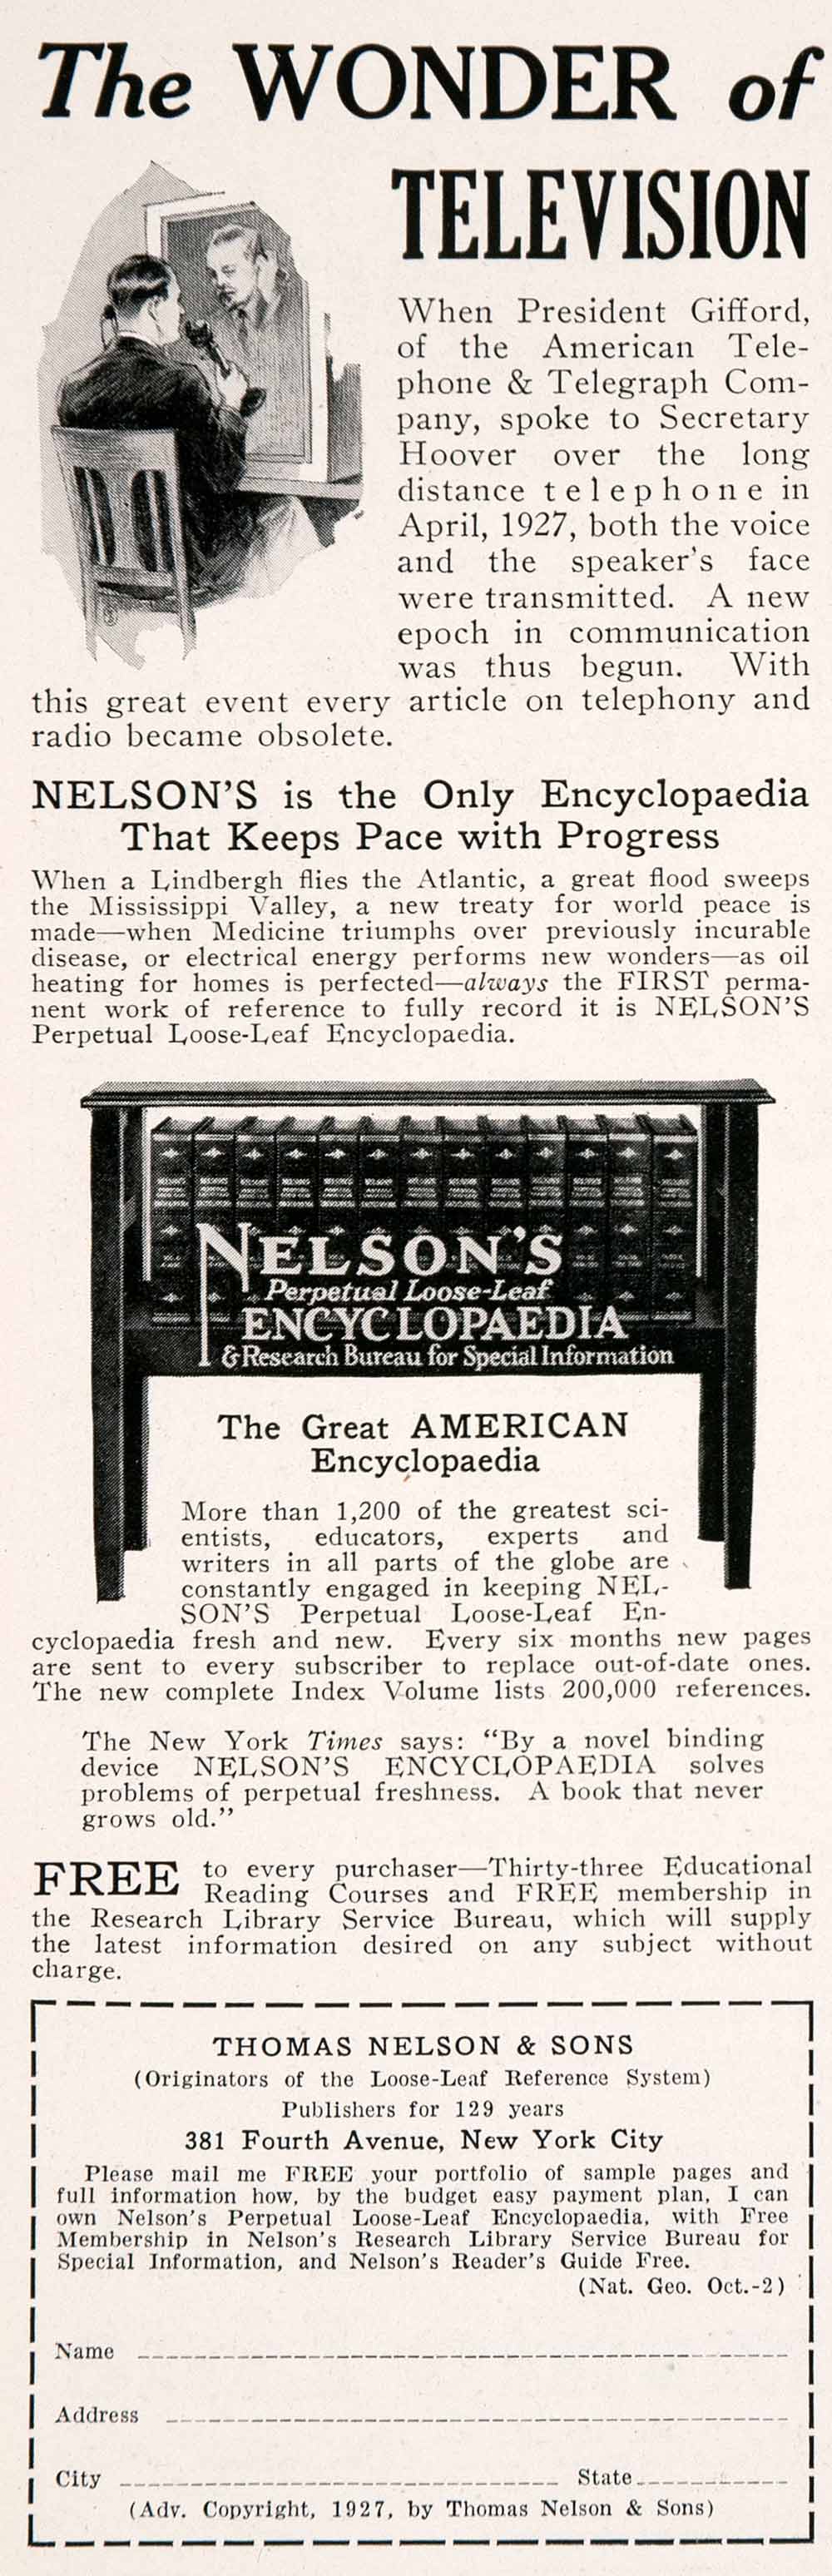 The WONDER of
TELEVISION
When President Gifford,
of the American Tele-
phone & Telegraph Com-
pany, spoke to Secretary
Hoover over the long
distance telephone in
April, 1927, both the voice
and the speaker's face
were transmitted. A new
epoch in communication
was thus begun. With
this great event every article on telephony and
radio became obsolete.
NELSON'S is the Only Encyclopaedia
That Keeps Pace with Progress
When a Lindbergh flies the Atlantic, a great flood sweeps
the Mississippi Valley, a new treaty for world peace is
made—when Medicine triumphs over previously incurable
disease, or electrical energy performs new wonders—as oil
heating for homes is perfected—always the FIRST perma-
nent work of reference to fully record it is NELSON'S
Perpetual Loose-Leaf Encyclopaedia.
NELSON'S
Perpetual Loose-Leaf
ENCYCLOPAEDIA
& Research Bureau for Special Information
The Great AMERICAN
Encyclopaedia
More than 1,200 of the greatest sci-
entists, educators, experts and
writers in all parts of the globe are
constantly engaged in keeping NEL-
SON'S Perpetual Loose-Leaf En-
cyclopaedia fresh and new. Every six months new pages
are sent to every subscriber to replace out-of-date ones.
The new complete Index Volume lists 200,000 references.
The New York Times says: "By a novel binding
device NELSON'S ENCYCLOPAEDIA solves
problems of perpetual freshness. A book that never
grows old."
FREE to every purchaser—Thirty-three Educational
Reading Courses and FREE membership in
the Research Library Service Bureau, which will supply
the latest information desired on any subject without
charge.
THOMAS NELSON & SONS
(Originators of the Loose-Leaf Reference System)
Publishers for 129 years
381 Fourth Avenue, New York City
Please mail me FREE your portfolio of sample pages and
full information how, by the budget easy payment plan, I can
own Nelson's Perpetual Loose-Leaf Encyclopaedia, with Free
Membership in Nelson's Research Library Service Bureau for
Special Information, and Nelson's Reader's Guide Free.
(Nat. Geo. Oct.-2)
Name
Address
City State
(Adv. Copyright, 1927, by Thomas Nelson & Sons)